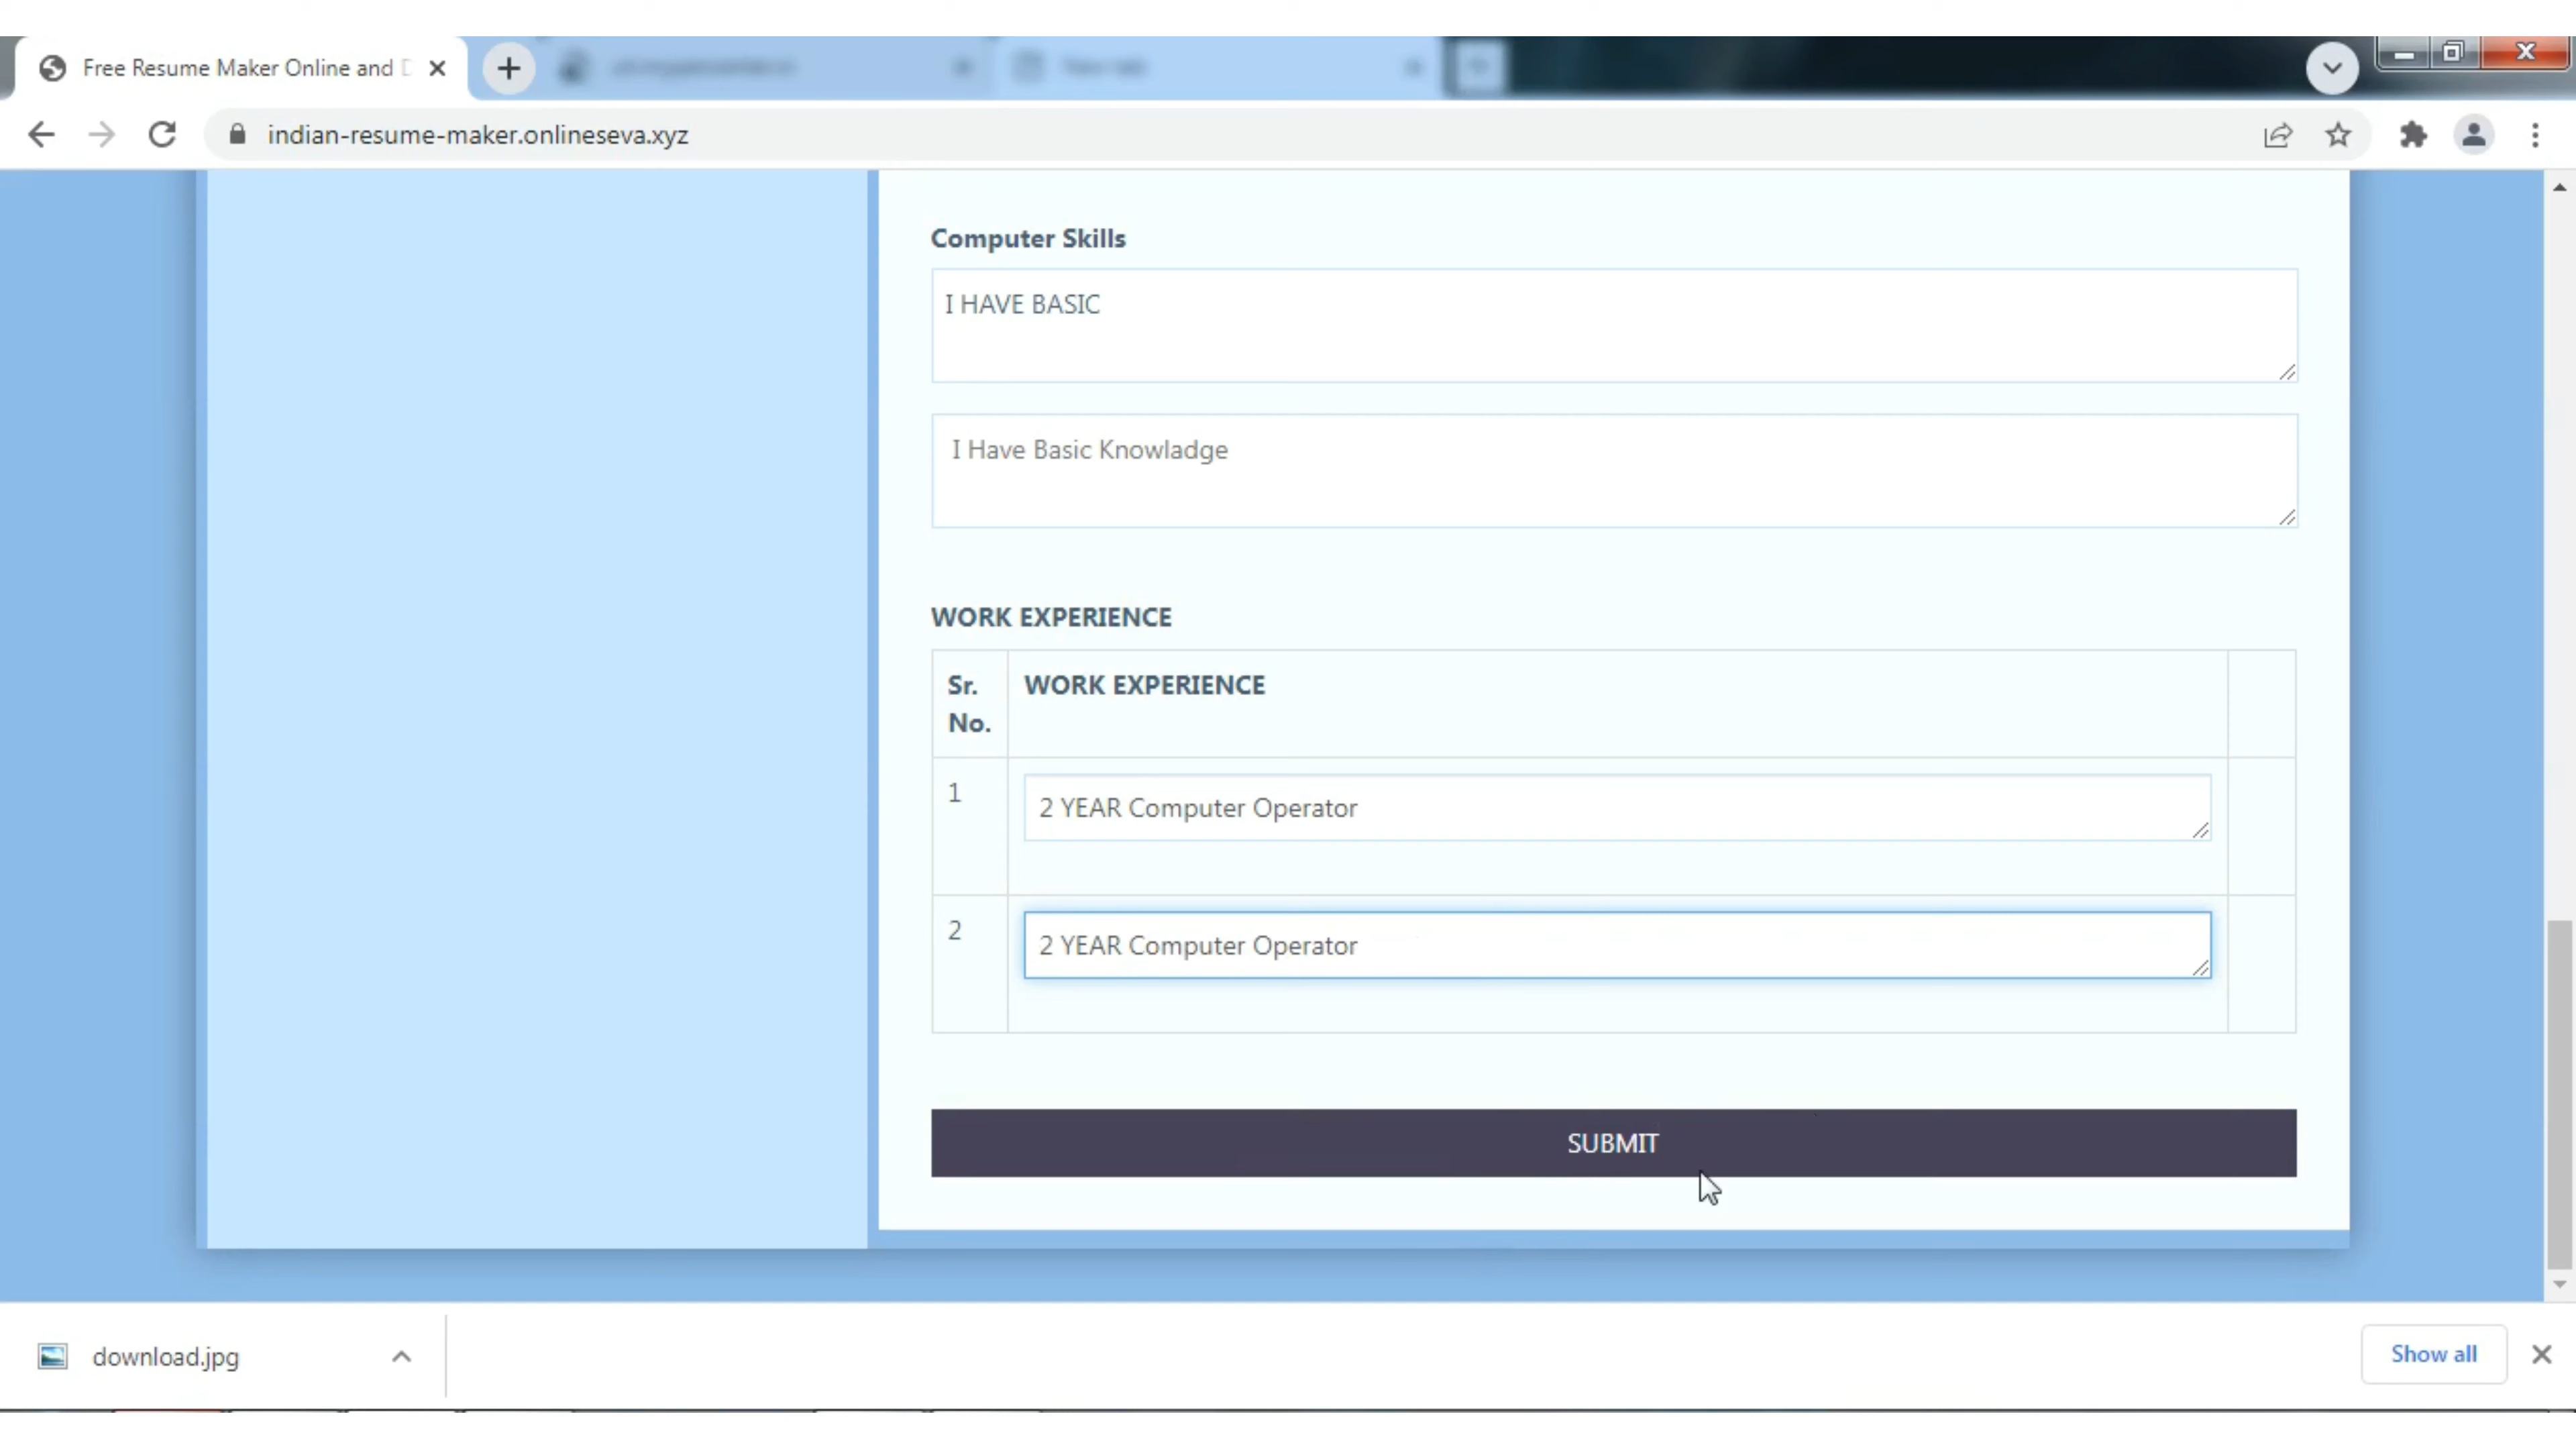 Free Resume Maker Online and D
New tab
indian-resume-maker.onlineseva.xyz
Computer Skills
I HAVE BASIC
I Have Basic Knowladge
WORK EXPERIENCE
Sr. No.
WORK EXPERIENCE
1
2 YEAR Computer Operator
2
2 YEAR Computer Operator
SUBMIT
download.jpg
Show all